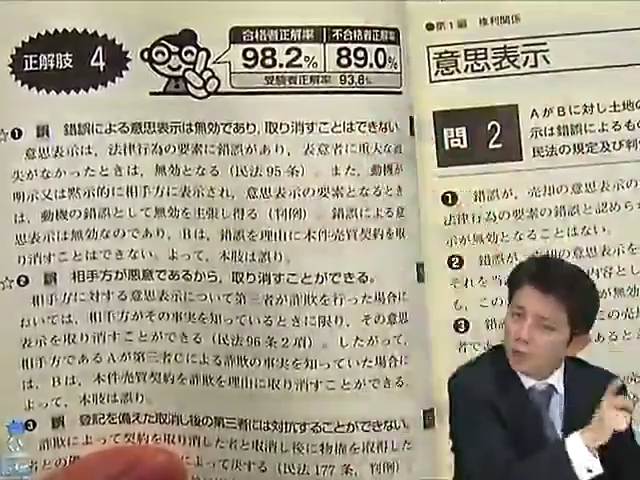 正解肢 4
合格者正解率 不合格者正解率
98.2% 89.0%
受験者正解率 93.8%
☆❶ 誤 錯誤による意思表示は無効であり、取り消すことはできない
意思表示は、法律行為の要素に錯誤があり、表意者に重大な過
失がなかったときは、無効となる（民法95条）。また、動機が
明示又は黙示的に相手方に表示され、意思表示の要素となるとき
は、動機の錯誤として無効を主張し得る（判例）。錯誤による意
思表示は無効なのであり、Bは、錯誤を理由に本件売買契約を取
り消すことはできない。よって、本肢は誤り。
☆❷ 誤 相手方が悪意であるから、取り消すことができる。
相手方に対する意思表示について第三者が詐欺を行った場合に
おいては、相手方がその事実を知っているときに限り、その意思
表示を取り消すことができる（民法96条2項）。したがって、
相手方であるAが第三者Cによる詐欺の事実を知っていた場合に
は、Bは、本件売買契約を詐欺を理由に取り消すことができる。
よって、本肢は誤り。
❸ 誤 登記を備えた取消し後の第三者には対抗することができない。
詐欺によって契約を取り消した者と取消し後に物権を取得した
者との
よって決する（民法177条、判例）
●第1編 権利関係
意思表示
問 2
AがBに対し土地の
示は錯誤によるもの
民法の規定及び判
❶ 錯誤が、売却の意思表示の
法律行為の要素の錯誤と認めら
示が無効となることはない。
❷ 錯誤が
それを当
も、この
❸ 錯誤
者で